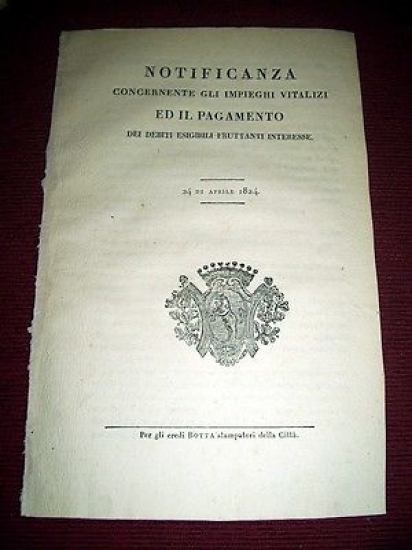 NOTIFICANZA
CONCERNENTE GLI IMPIEGHI VITALIZI
ED IL PAGAMENTO
DEI DEBITI ESIGIBILI FRUTTANTI INTERESSE.
24 DI APRILE 1824.
Per gli eredi BOTTA stampatori della Città.